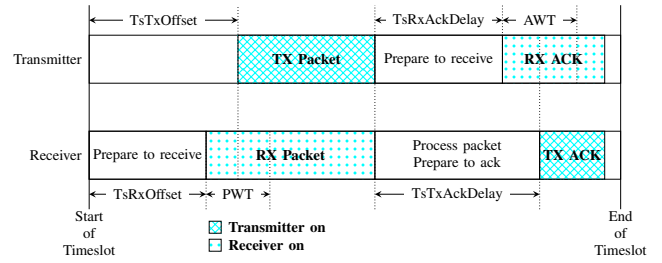 TsTxOffset
TsRxAckDelay
AWT
Transmitter
TX Packet
Prepare to receive
RX ACK
Receiver
Prepare to receive
RX Packet
Process packet
Prepare to ack
TX ACK
TsRxOffset
PWT
TsTxAckDelay
Start
of
Timeslot
Transmitter on
Receiver on
End
of
Timeslot